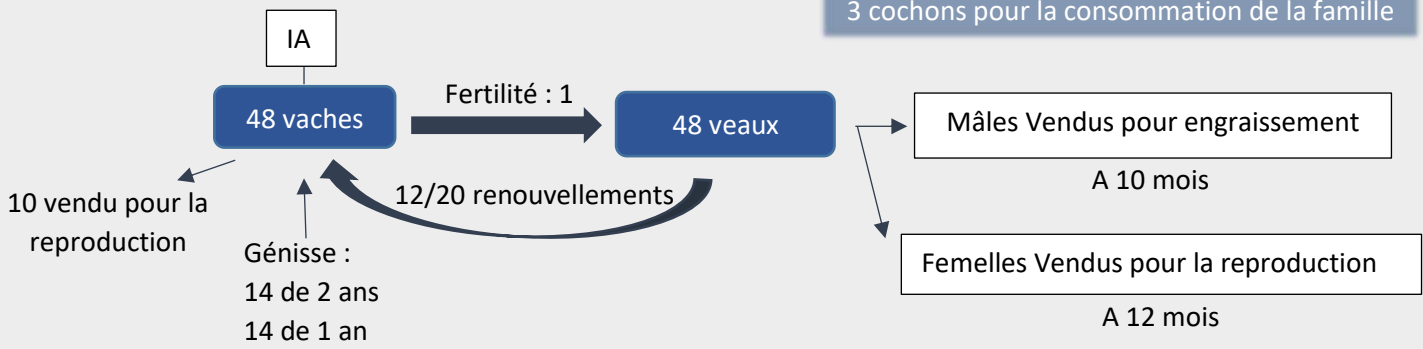 3 cochons pour la consommation de la famille
IA
48 vaches
Fertilité : 1
48 veaux
Mâles Vendus pour engraissement
A 10 mois
12/20 renouvellements
10 vendu pour la
reproduction
Génisse :
14 de 2 ans
14 de 1 an
Femelles Vendus pour la reproduction
A 12 mois